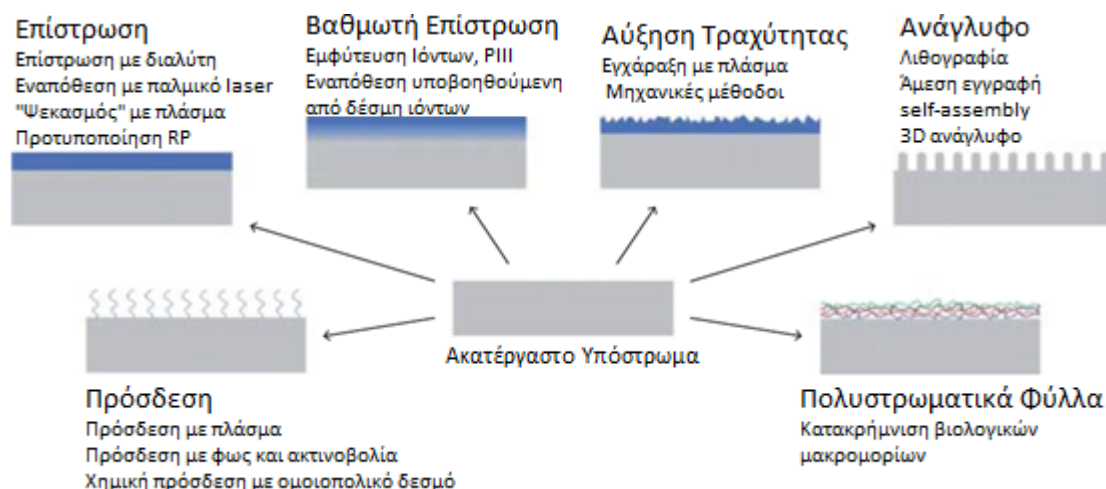 Επίστρωση
Επίστρωση με διαλύτη
Εναπόθεση με παλμικό laser
"Ψεκασμός" με πλάσμα
Προτυποποίηση RP
Βαθμωτή Επίστρωση
Εμφύτευση Ιόντων, PIII
Εναπόθεση υποβοηθούμενη
από δέσμη ιόντων
Αύξηση Τραχύτητας
Εγχάραξη με πλάσμα
Μηχανικές μέθοδοι
Ανάγλυφο
Λιθογραφία
Άμεση εγγραφή
self-assembly
3D ανάγλυφο
Ακατέργαστο Υπόστρωμα
Πρόσδεση
Πρόσδεση με πλάσμα
Πρόσδεση με φως και ακτινοβολία
Χημική πρόσδεση με ομοιοπολικό δεσμό
Πολυστρωματικά Φύλλα
Κατακρήμνιση βιολογικών
μακρομορίων